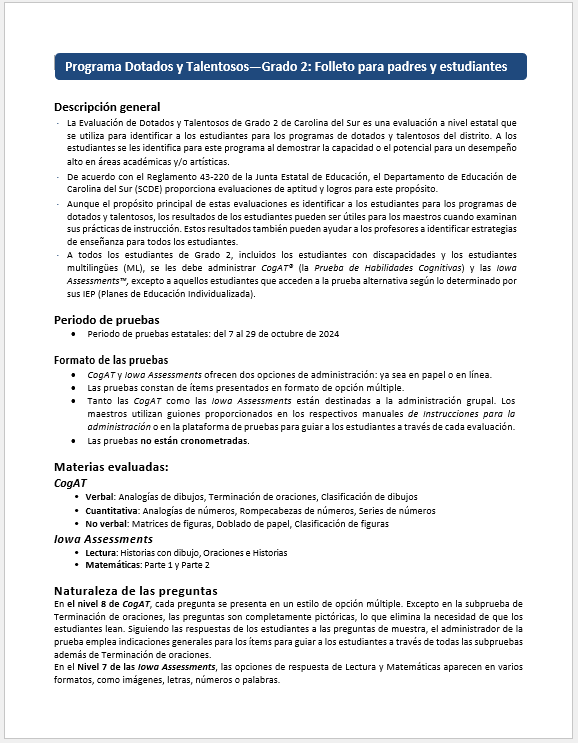 Programa Dotados y Talentosos—Grado 2: Folleto para padres y estudiantes
Descripción general
· La Evaluación de Dotados y Talentosos de Grado 2 de Carolina del Sur es una evaluación a nivel estatal que
se utiliza para identificar a los estudiantes para los programas de dotados y talentosos del distrito. A los
estudiantes se les identifica para este programa al demostrar la capacidad o el potencial para un desempeño
alto en áreas académicas y/o artísticas.
· De acuerdo con el Reglamento 43-220 de la Junta Estatal de Educación, el Departamento de Educación de
Carolina del Sur (SCDE) proporciona evaluaciones de aptitud y logros para este propósito.
· Aunque el propósito principal de estas evaluaciones es identificar a los estudiantes para los programas de
dotados y talentosos, los resultados de los estudiantes pueden ser útiles para los maestros cuando examinan
sus prácticas de instrucción. Estos resultados también pueden ayudar a los profesores a identificar estrategias
de enseñanza para todos los estudiantes.
· A todos los estudiantes de Grado 2, incluidos los estudiantes con discapacidades y los estudiantes
multilingües (ML), se les debe administrar CogAT® (la Prueba de Habilidades Cognitivas) y las Iowa
Assessments™, excepto a aquellos estudiantes que acceden a la prueba alternativa según lo determinado por
sus IEP (Planes de Educación Individualizada).
Periodo de pruebas
• Periodo de pruebas estatales: del 7 al 29 de octubre de 2024
Formato de las pruebas
• CogAT y Iowa Assessments ofrecen dos opciones de administración: ya sea en papel o en línea.
• Las pruebas constan de ítems presentados en formato de opción múltiple.
• Tanto las CogAT como las Iowa Assessments están destinadas a la administración grupal. Los
maestros utilizan guiones proporcionados en los respectivos manuales de Instrucciones para la
administración o en la plataforma de pruebas para guiar a los estudiantes a través de cada evaluación.
• Las pruebas no están cronometradas.
Materias evaluadas:
CogAT
• Verbal: Analogías de dibujos, Terminación de oraciones, Clasificación de dibujos
• Cuantitativa: Analogías de números, Rompecabezas de números, Series de números
• No verbal: Matrices de figuras, Doblado de papel, Clasificación de figuras
Iowa Assessments
• Lectura: Historias con dibujo, Oraciones e Historias
• Matemáticas: Parte 1 y Parte 2
Naturaleza de las preguntas
En el nivel 8 de CogAT, cada pregunta se presenta en un estilo de opción múltiple. Excepto en la subprueba de
Terminación de oraciones, las preguntas son completamente pictóricas, lo que elimina la necesidad de que los
estudiantes lean. Siguiendo las respuestas de los estudiantes a las preguntas de muestra, el administrador de la
prueba emplea indicaciones generales para los ítems para guiar a los estudiantes a través de todas las subpruebas
además de Terminación de oraciones.
En el Nivel 7 de las Iowa Assessments, las opciones de respuesta de Lectura y Matemáticas aparecen en varios
formatos, como imágenes, letras, números o palabras.